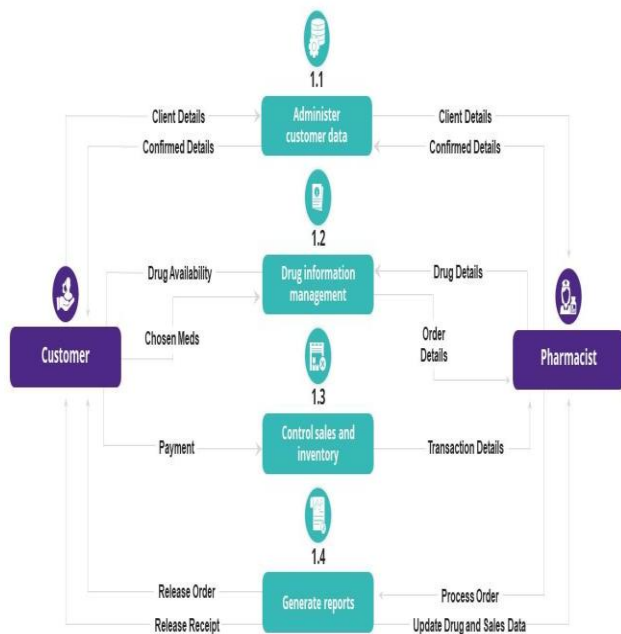 1.1
Administer
customer data
Client Details
Client Details
Confirmed Details
Confirmed Details
1.2
Drug information
management
Drug Availability
Drug Details
Chosen Meds
Order
Details
Customer
Pharmacist
1.3
Control sales and
inventory
Payment
Transaction Details
1.4
Generate reports
Release Order
Process Order
Release Receipt
Update Drug and Sales Data